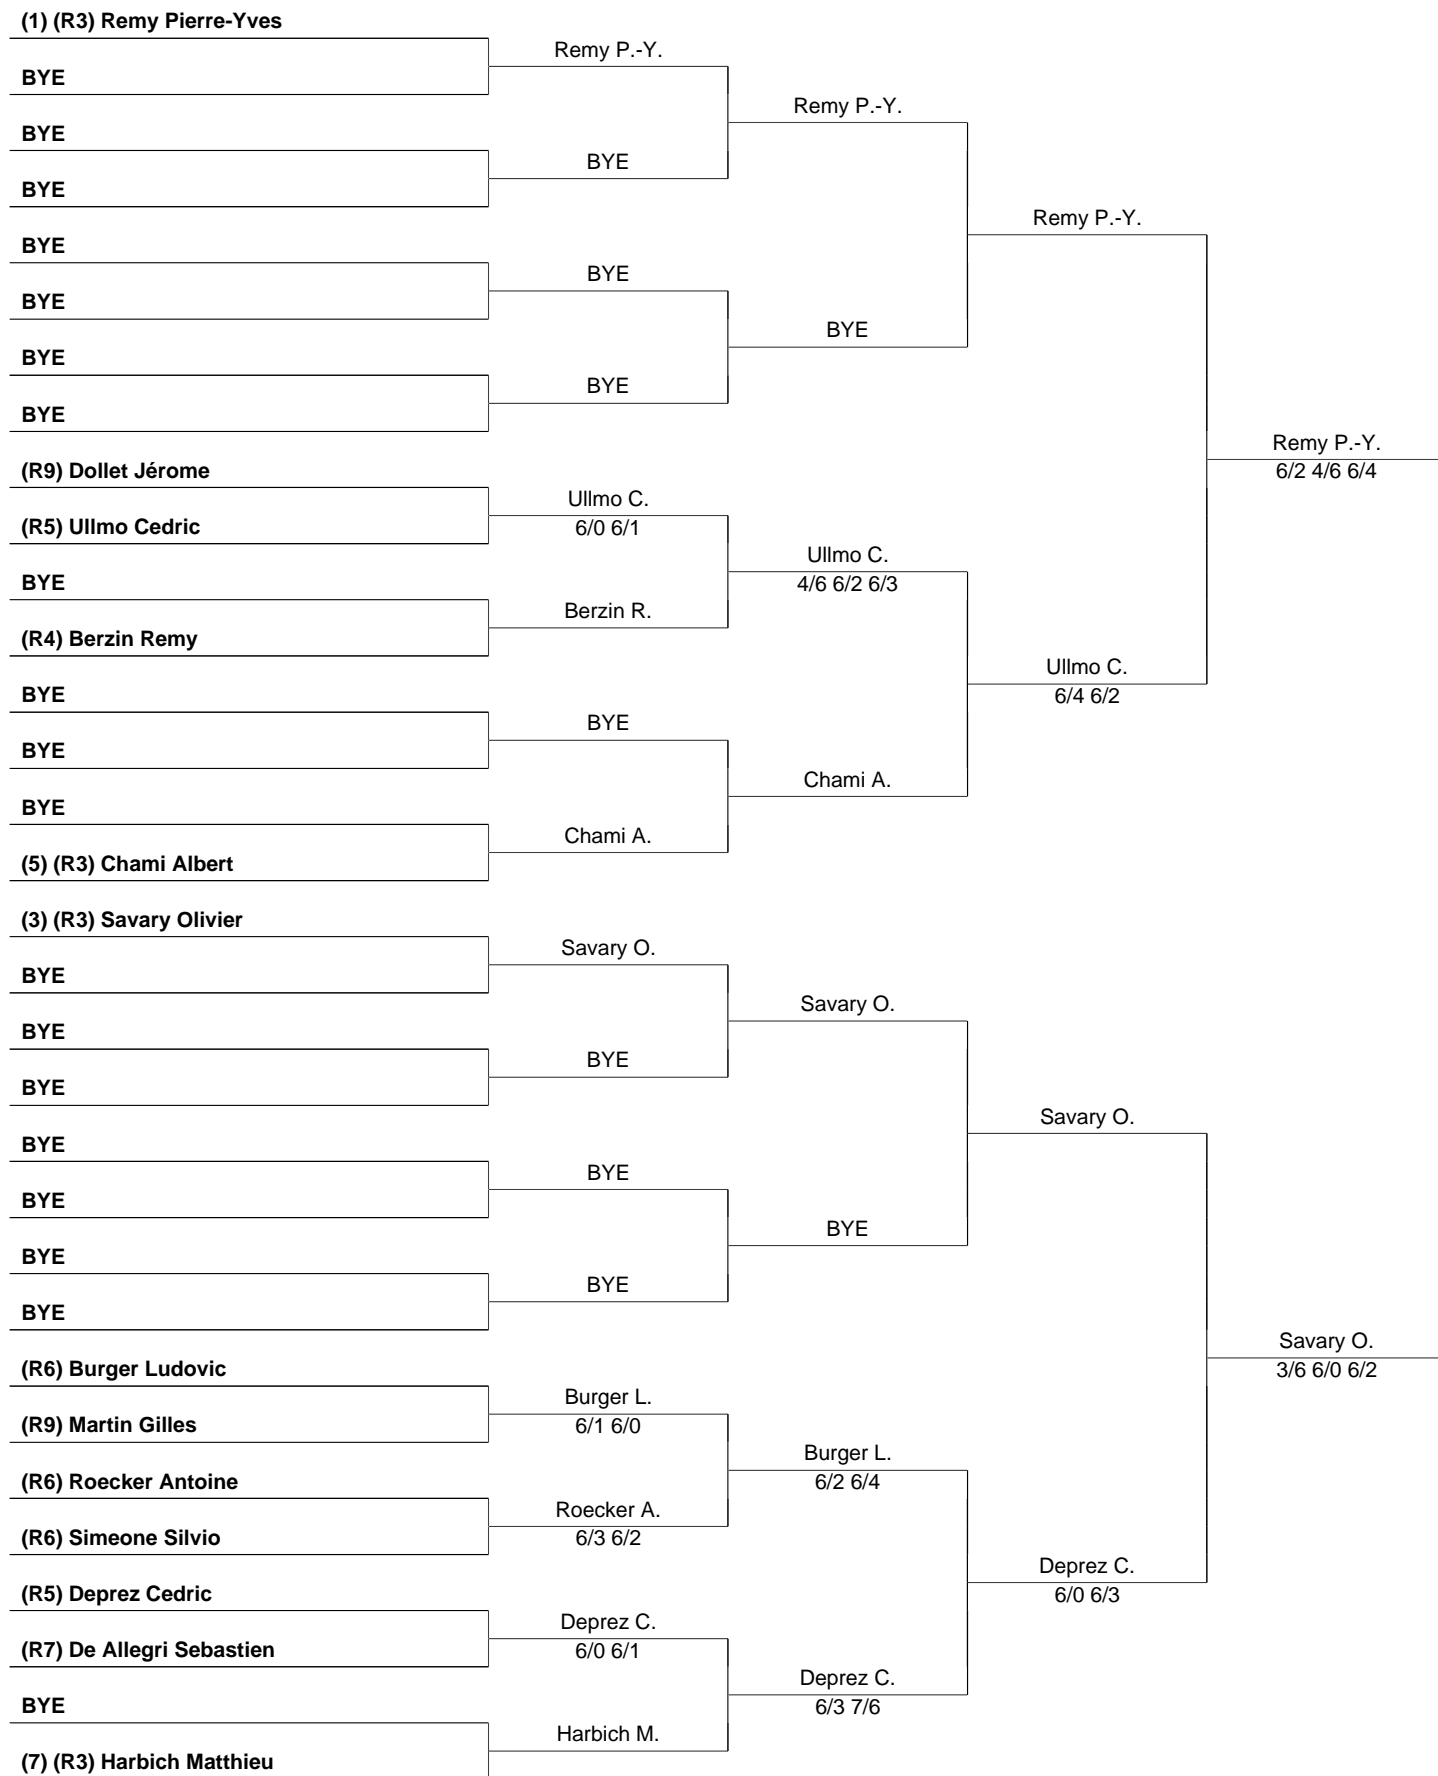 (1) (R3) Remy Pierre-Yves
Remy P.-Y.
BYE
Remy P.-Y.
BYE
BYE
BYE
Remy P.-Y.
BYE
BYE
BYE
BYE
BYE
BYE
BYE
Remy P.-Y.
6/2 4/6 6/4
(R9) Dollet Jérome
Ullmo C.
6/0 6/1
(R5) Ullmo Cedric
Ullmo C.
4/6 6/2 6/3
BYE
Berzin R.
(R4) Berzin Remy
Ullmo C.
6/4 6/2
BYE
BYE
BYE
Chami A.
BYE
Chami A.
(5) (R3) Chami Albert
(3) (R3) Savary Olivier
Savary O.
BYE
Savary O.
BYE
BYE
BYE
Savary O.
BYE
BYE
BYE
BYE
BYE
BYE
BYE
Savary O.
3/6 6/0 6/2
(R6) Burger Ludovic
Burger L.
6/1 6/0
(R9) Martin Gilles
Burger L.
6/2 6/4
(R6) Roecker Antoine
Roecker A.
6/3 6/2
(R6) Simeone Silvio
Deprez C.
6/0 6/3
(R5) Deprez Cedric
Deprez C.
6/0 6/1
(R7) De Allegri Sebastien
Deprez C.
6/3 7/6
BYE
Harbich M.
(7) (R3) Harbich Matthieu